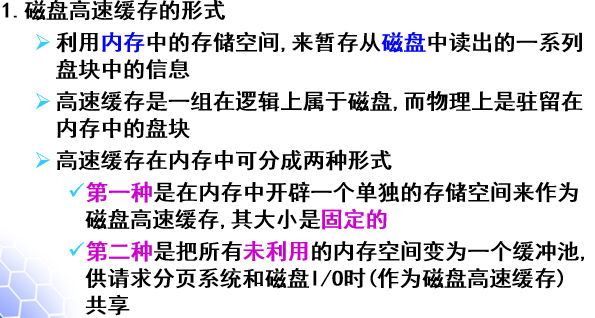 1.磁盘高速缓存的形式
利用内存中的存储空间,来暂存从磁盘中读出的一系列
盘块中的信息
高速缓存是一组在逻辑上属于磁盘,而物理上是驻留在
内存中的盘块
高速缓存在内存中可分成两种形式
第一种是在内存中开辟一个单独的存储空间来作为
磁盘高速缓存,其大小是固定的
第二种是把所有未利用的内存空间变为一个缓冲池,
供请求分页系统和磁盘I/O时(作为磁盘高速缓存)
共享